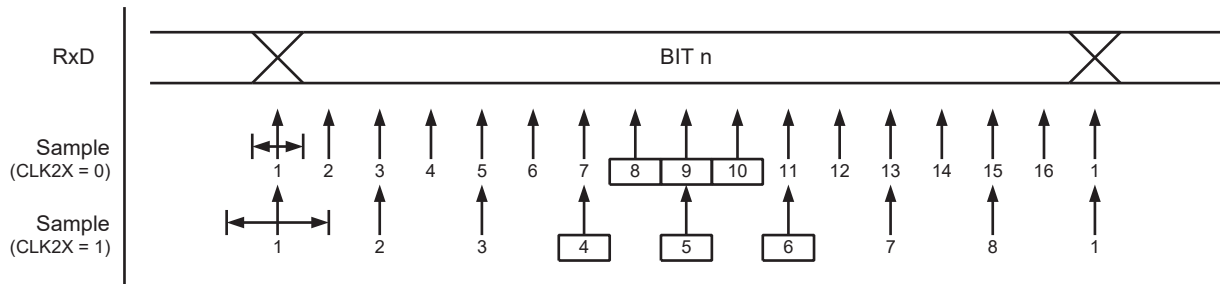 RxD BIT n
Sample
(CLK2X = 0) 1 2 3 4 5 6 7 8 9 10 11 12 13 14 15 16 1
Sample
(CLK2X = 1) 1 2 3 4 5 6 7 8 1